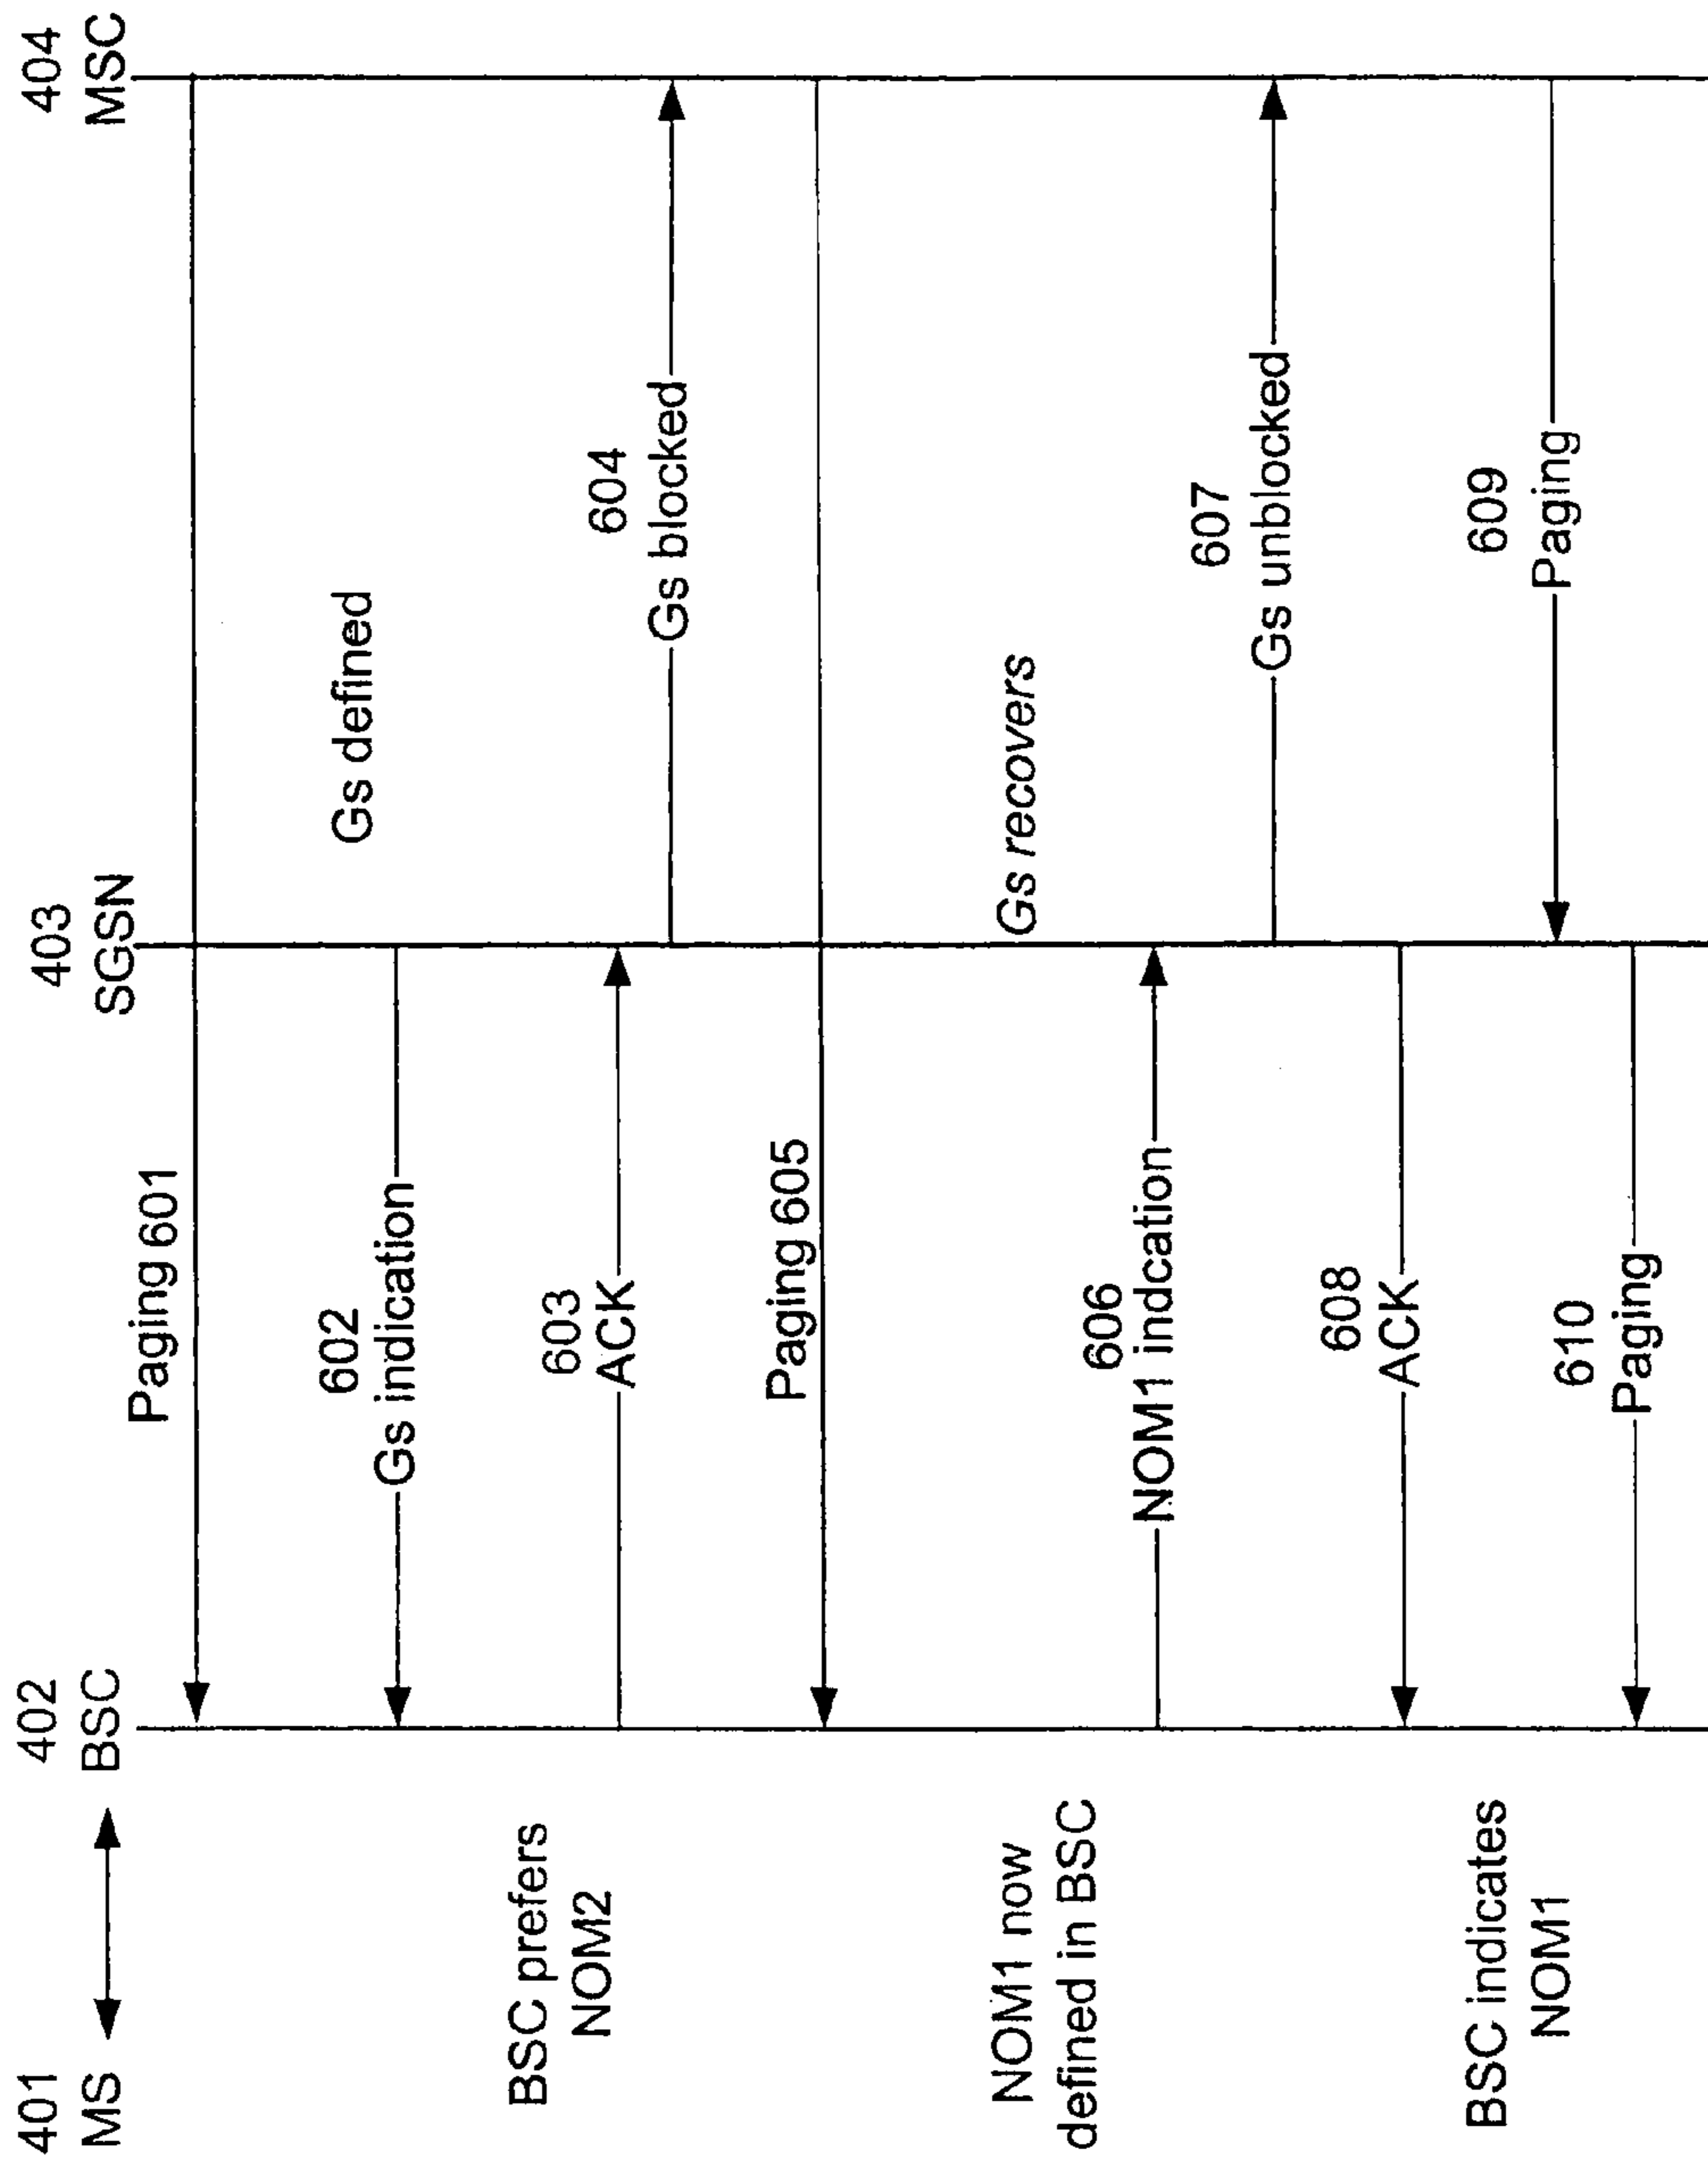 401
MS
402
BSC
403
SGSN
404
MSC
Paging 601
Gs defined
602
Gs indication
BSC prefers
NOM2
603
ACK
604
Gs blocked
Paging 605
NOM1 now
defined in BSC
Gs recovers
606
NOM1 indcation
607
Gs unblocked
608
ACK
BSC indicates
NOM1
609
Paging
610
Paging